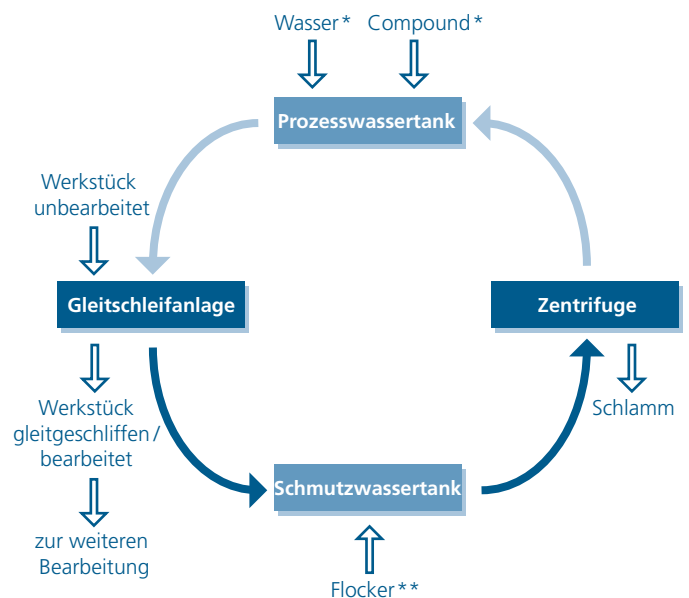 Wasser* Compound*
Prozesswassertank
Werkstück
unbearbeitet
Gleitschleifanlage
Zentrifuge
Werkstück
gleitgeschliffen/
bearbeitet
Schlamm
Schmutzwassertank
zur weiteren
Bearbeitung
Flocker**